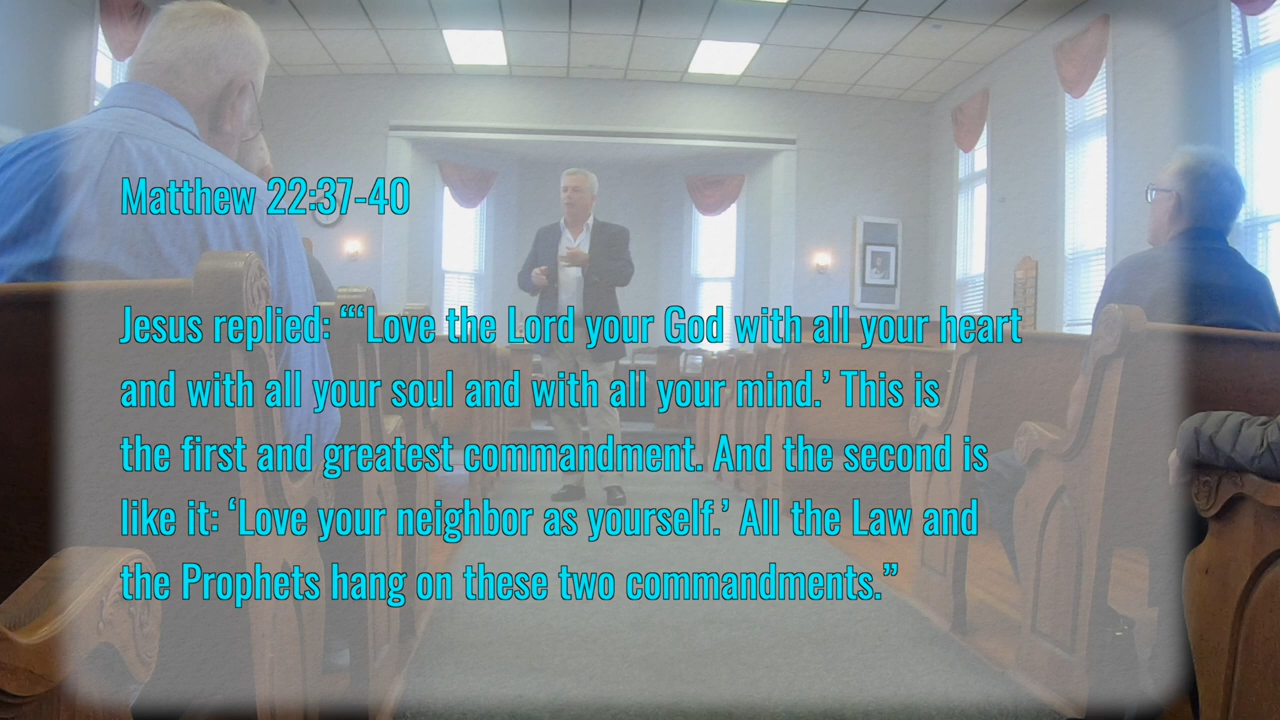 Matthew 22:37-40
Jesus replied: “‘Love the Lord your God with all your heart
and with all your soul and with all your mind.’ This is
the first and greatest commandment. And the second is
like it: ‘Love your neighbor as yourself.’ All the Law and
the Prophets hang on these two commandments.”